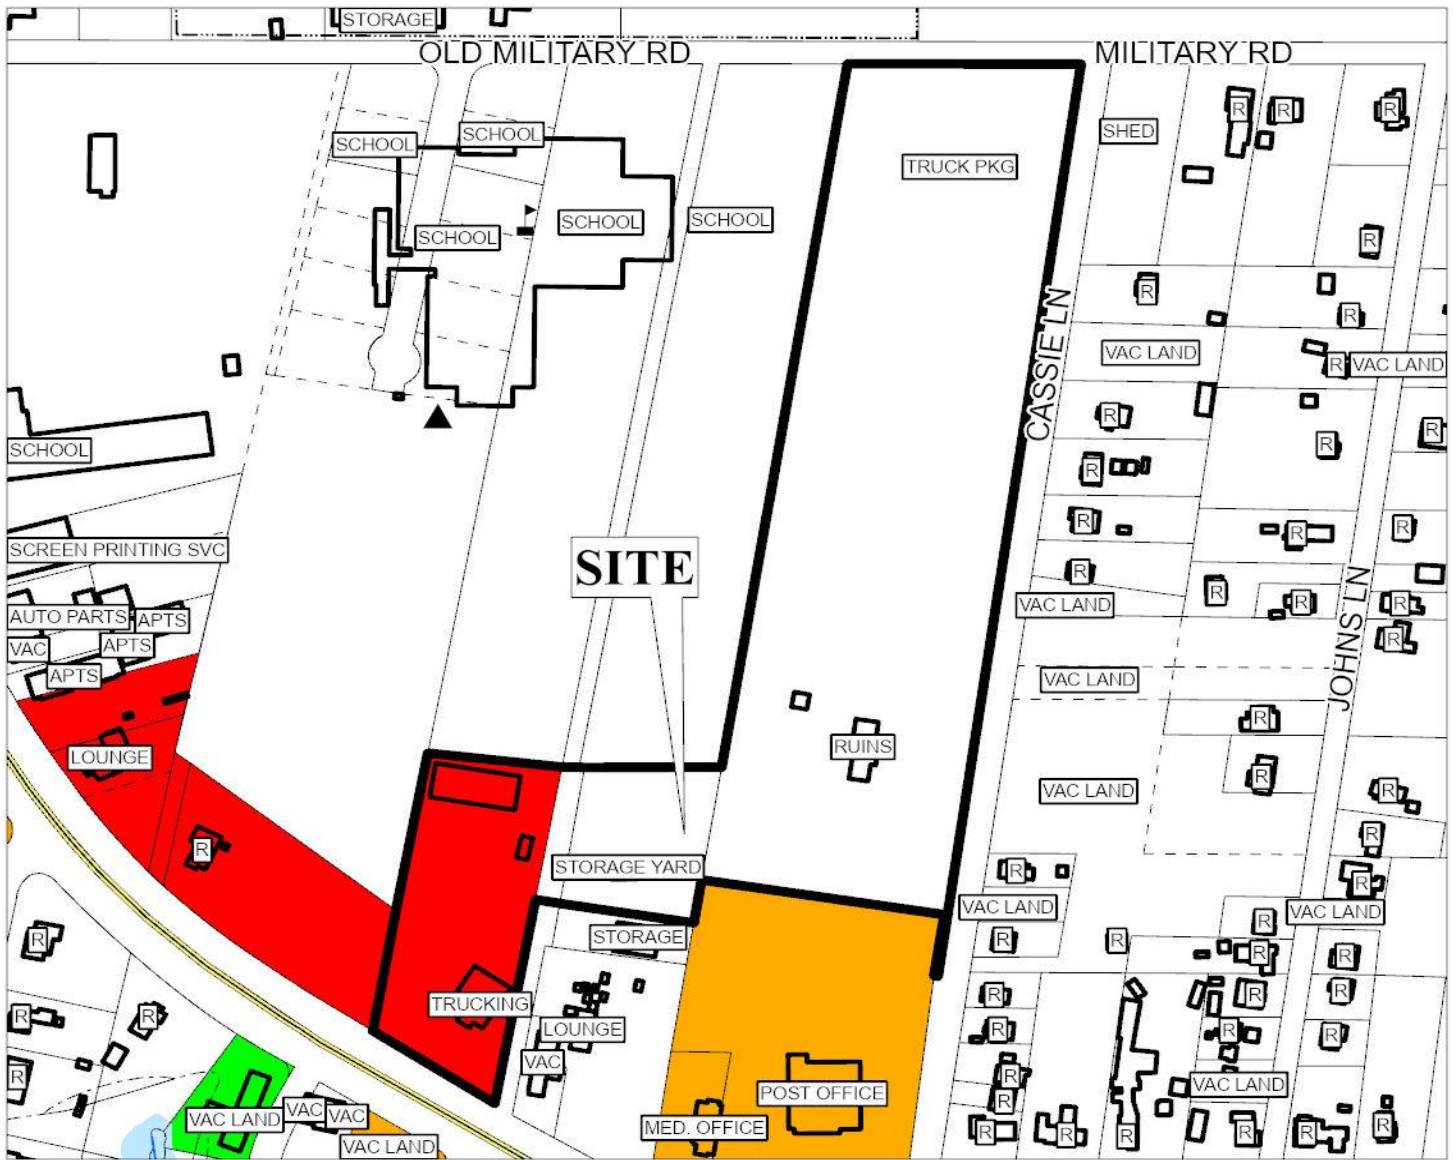 STORAGE
OLD MILITARY RD
MILITARY RD
R
R
R
SHED
SCHOOL
SCHOOL
TRUCK PKG
SCHOOL
SCHOOL
SCHOOL
R
R
R
CASSIE LN
VAC LAND
R
VAC LAND
R
R
R
SCHOOL
R
R
R
R
SCREEN PRINTING SVC
SITE
R
R
VAC LAND
R
R
JOHNS LN
AUTO PARTS
APTS
VAC
APTS
APTS
R
VAC LAND
R
LOUNGE
RUINS
R
VAC LAND
R
R
R
STORAGE YARD
R
R
VAC LAND
VAC LAND
R
STORAGE
R
R
R
R
R
TRUCKING
R
R
R
R
R
LOUNGE
R
R
R
VAC
R
R
VAC LAND
POST OFFICE
R
VAC LAND
VAC
VAC
MED. OFFICE
R
R
R
R
R
R
VAC LAND